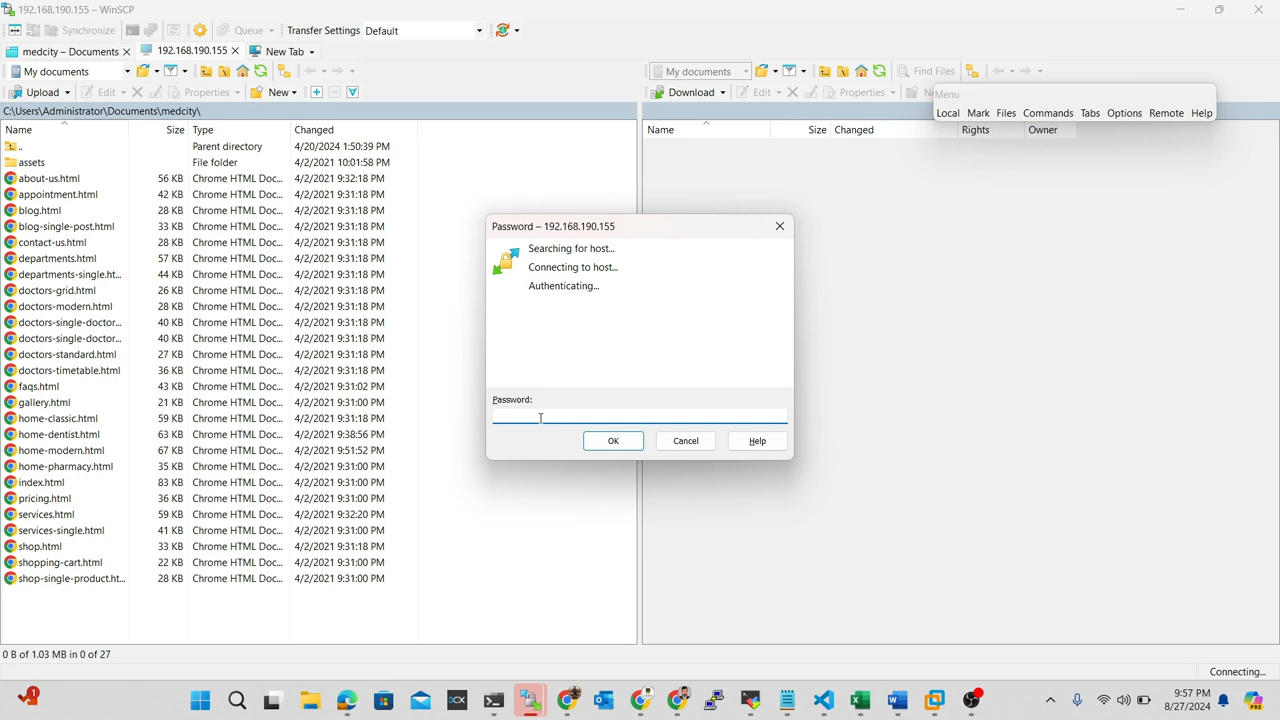 192.168.190.155 – WinSCP
Synchronize
Queue
Transfer Settings Default
medcity – Documents
192.168.190.155
New Tab
My documents
My documents
Find Files
Upload
Edit
Properties
New
Download
Edit
Properties
Menu
Local Mark Files Commands Tabs Options Remote Help
C:\Users\Administrator\Documents\medcity\
Name Size Type Changed
Name Size Changed Rights Owner
.. Parent directory 4/20/2024 1:50:39 PM
assets File folder 4/2/2021 10:01:58 PM
about-us.html 56 KB Chrome HTML Doc... 4/2/2021 9:32:18 PM
appointment.html 42 KB Chrome HTML Doc... 4/2/2021 9:31:18 PM
blog.html 28 KB Chrome HTML Doc... 4/2/2021 9:31:18 PM
blog-single-post.html 33 KB Chrome HTML Doc... 4/2/2021 9:31:18 PM
contact-us.html 28 KB Chrome HTML Doc... 4/2/2021 9:31:18 PM
departments.html 57 KB Chrome HTML Doc... 4/2/2021 9:31:18 PM
departments-single.ht... 44 KB Chrome HTML Doc... 4/2/2021 9:31:18 PM
doctors-grid.html 26 KB Chrome HTML Doc... 4/2/2021 9:31:18 PM
doctors-modern.html 28 KB Chrome HTML Doc... 4/2/2021 9:31:18 PM
doctors-single-doctor... 40 KB Chrome HTML Doc... 4/2/2021 9:31:18 PM
doctors-single-doctor... 40 KB Chrome HTML Doc... 4/2/2021 9:31:18 PM
doctors-standard.html 27 KB Chrome HTML Doc... 4/2/2021 9:31:18 PM
doctors-timetable.html 36 KB Chrome HTML Doc... 4/2/2021 9:31:18 PM
faqs.html 43 KB Chrome HTML Doc... 4/2/2021 9:31:02 PM
gallery.html 21 KB Chrome HTML Doc... 4/2/2021 9:31:00 PM
home-classic.html 59 KB Chrome HTML Doc... 4/2/2021 9:31:18 PM
home-dentist.html 63 KB Chrome HTML Doc... 4/2/2021 9:38:56 PM
home-modern.html 67 KB Chrome HTML Doc... 4/2/2021 9:51:52 PM
home-pharmacy.html 35 KB Chrome HTML Doc... 4/2/2021 9:31:00 PM
index.html 83 KB Chrome HTML Doc... 4/2/2021 9:31:00 PM
pricing.html 36 KB Chrome HTML Doc... 4/2/2021 9:31:00 PM
services.html 59 KB Chrome HTML Doc... 4/2/2021 9:32:20 PM
services-single.html 41 KB Chrome HTML Doc... 4/2/2021 9:31:00 PM
shop.html 33 KB Chrome HTML Doc... 4/2/2021 9:31:18 PM
shopping-cart.html 22 KB Chrome HTML Doc... 4/2/2021 9:31:00 PM
shop-single-product.ht... 28 KB Chrome HTML Doc... 4/2/2021 9:31:00 PM
Password – 192.168.190.155
Searching for host...
Connecting to host...
Authenticating...
Password:
OK Cancel Help
0 B of 1.03 MB in 0 of 27
Connecting...
1
3CX
9:57 PM
8/27/2024
PRE